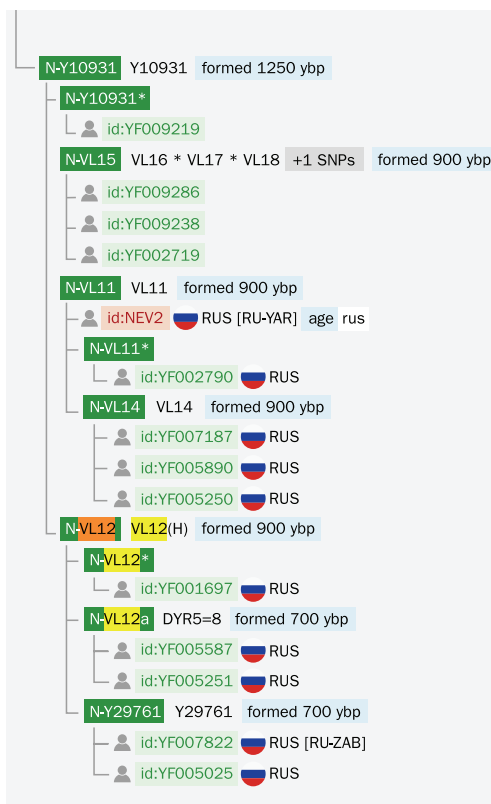 N-Y10931 Y10931 formed 1250 ybp
N-Y10931*
id:YF009219
N-VL15 VL16 * VL17 * VL18 +1 SNPs formed 900 ybp
id:YF009286
id:YF009238
id:YF002719
N-VL11 VL11 formed 900 ybp
id:NEV2 RUS [RU-YAR] age rus
N-VL11*
id:YF002790 RUS
N-VL14 VL14 formed 900 ybp
id:YF007187 RUS
id:YF005890 RUS
id:YF005250 RUS
N-VL12 VL12(H) formed 900 ybp
N-VL12*
id:YF001697 RUS
N-VL12a DYR5=8 formed 700 ybp
id:YF005587 RUS
id:YF005251 RUS
N-Y29761 Y29761 formed 700 ybp
id:YF007822 RUS [RU-ZAB]
id:YF005025 RUS